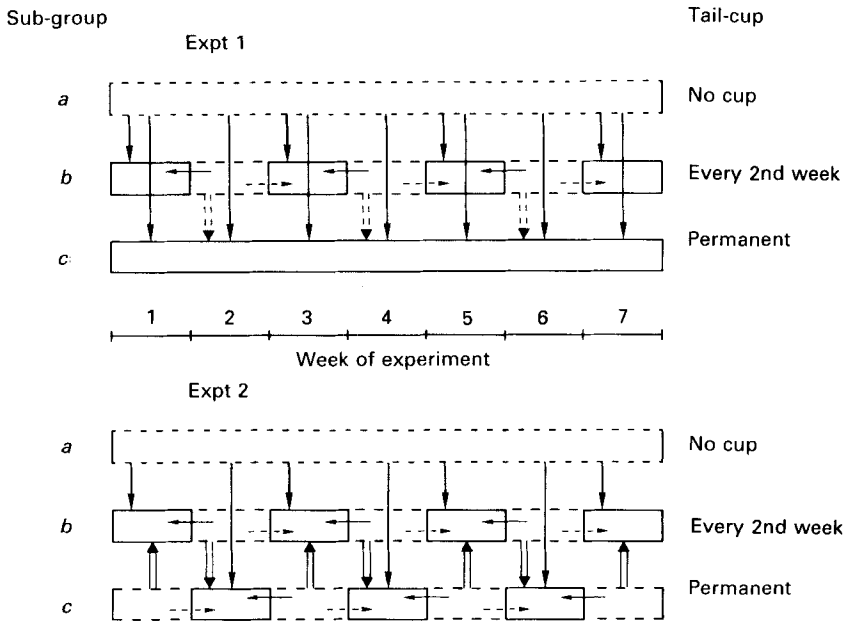 Sub-group Tail-cup
Expt 1
a No cup
b Every 2nd week
c Permanent
1 2 3 4 5 6 7
Week of experiment
Expt 2
a No cup
b Every 2nd week
c Permanent